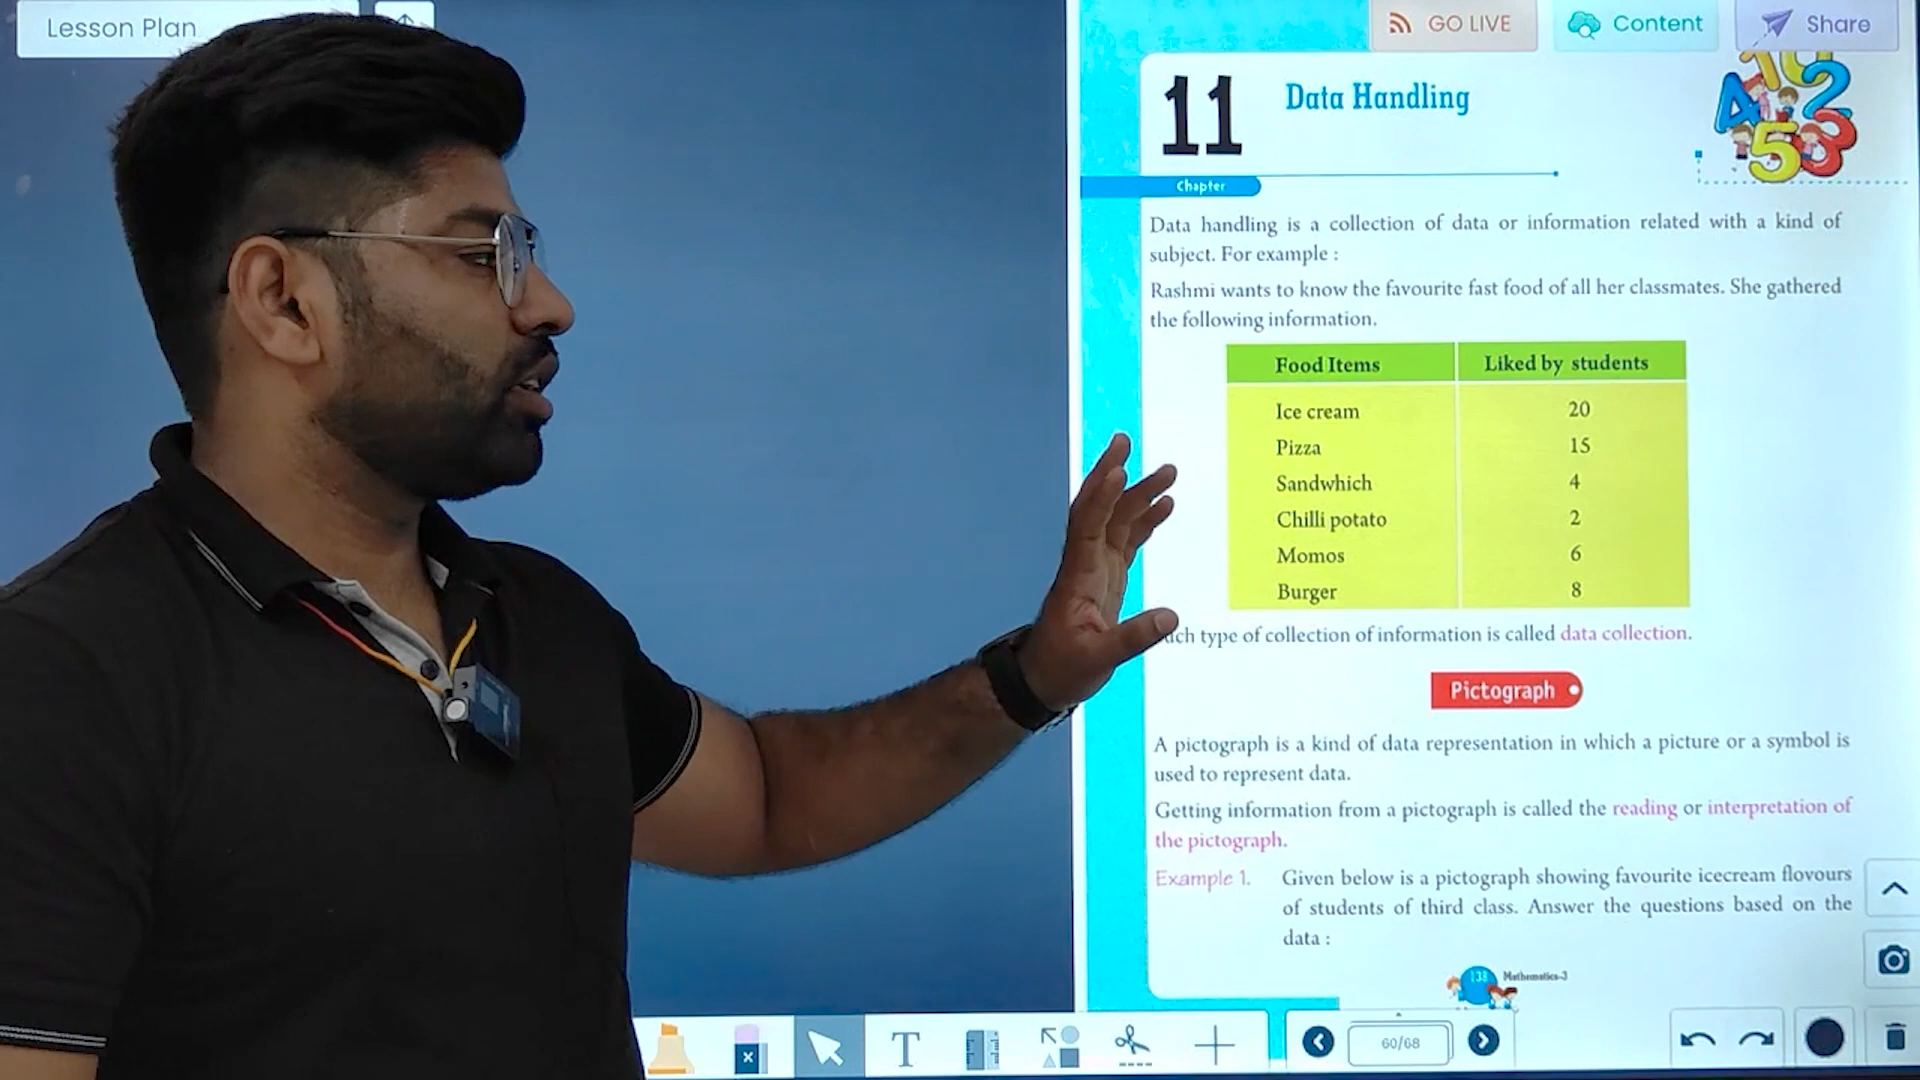 Lesson Plan
GO LIVE
Content
Share
11
Data Handling
Chapter
Data handling is a collection of data or information related with a kind of
subject. For example :
Rashmi wants to know the favourite fast food of all her classmates. She gathered
the following information.
Food Items Liked by students
Ice cream 20
Pizza 15
Sandwhich 4
Chilli potato 2
Momos 6
Burger 8
type of collection of information is called data collection.
Pictograph
A pictograph is a kind of data representation in which a picture or a symbol is
used to represent data.
Getting information from a pictograph is called the reading or interpretation of
the pictograph.
Example 1. Given below is a pictograph showing favourite icecream flovours
of students of third class. Answer the questions based on the
data :
138 Mathematics-3
T
60/68